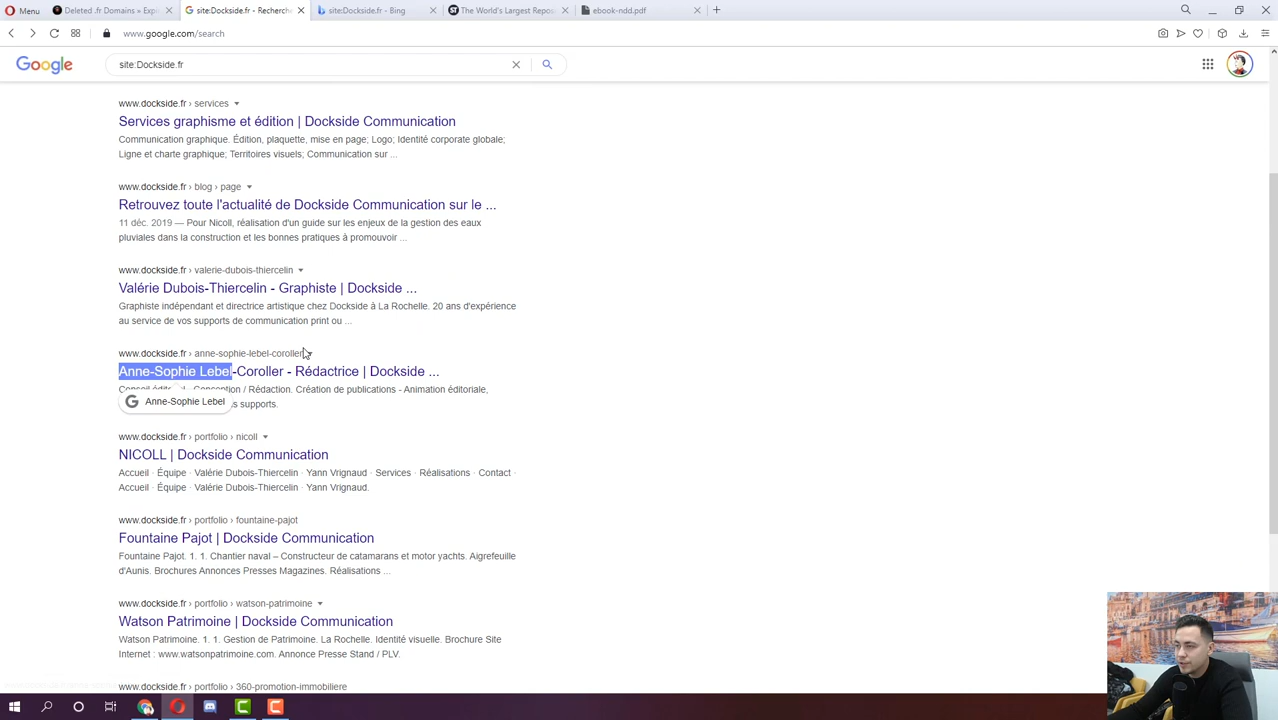 Menu
Deleted .fr Domains » Expi
site:Dockside.fr - Recherche
site:Dockside.fr - Bing
The World's Largest Repos
ebook-ndd.pdf
www.google.com/search
Google
site:Dockside.fr
www.dockside.fr › services
Services graphisme et édition | Dockside Communication
Communication graphique. Édition, plaquette, mise en page; Logo; Identité corporate globale;
Ligne et charte graphique; Territoires visuels; Communication sur ...
www.dockside.fr › blog › page
Retrouvez toute l'actualité de Dockside Communication sur le ...
11 déc. 2019 — Pour Nicoll, réalisation d'un guide sur les enjeux de la gestion des eaux
pluviales dans la construction et les bonnes pratiques à promouvoir ...
www.dockside.fr › valerie-dubois-thiercelin
Valérie Dubois-Thiercelin - Graphiste | Dockside ...
Graphiste indépendant et directrice artistique chez Dockside à La Rochelle. 20 ans d'expérience
au service de vos supports de communication print ou ...
www.dockside.fr › anne-sophie-lebel-coroller
Anne-Sophie Lebel-Coroller - Rédactrice | Dockside ...
Conseil éditorial - Conception / Rédaction. Création de publications - Animation éditoriale,
Anne-Sophie Lebel
supports.
www.dockside.fr › portfolio › nicoll
NICOLL | Dockside Communication
Accueil · Équipe · Valérie Dubois-Thiercelin · Yann Vrignaud · Services · Réalisations · Contact ·
Accueil · Équipe · Valérie Dubois-Thiercelin · Yann Vrignaud.
www.dockside.fr › portfolio › fountaine-pajot
Fountaine Pajot | Dockside Communication
Fountaine Pajot. 1. 1. Chantier naval – Constructeur de catamarans et motor yachts. Aigrefeuille
d'Aunis. Brochures Annonces Presses Magazines. Réalisations ...
www.dockside.fr › portfolio › watson-patrimoine
Watson Patrimoine | Dockside Communication
Watson Patrimoine. 1. 1. Gestion de Patrimoine. La Rochelle. Identité visuelle. Brochure Site
Internet : www.watsonpatrimoine.com. Annonce Presse Stand / PLV.
www.dockside.fr › portfolio › 360-promotion-immobiliere